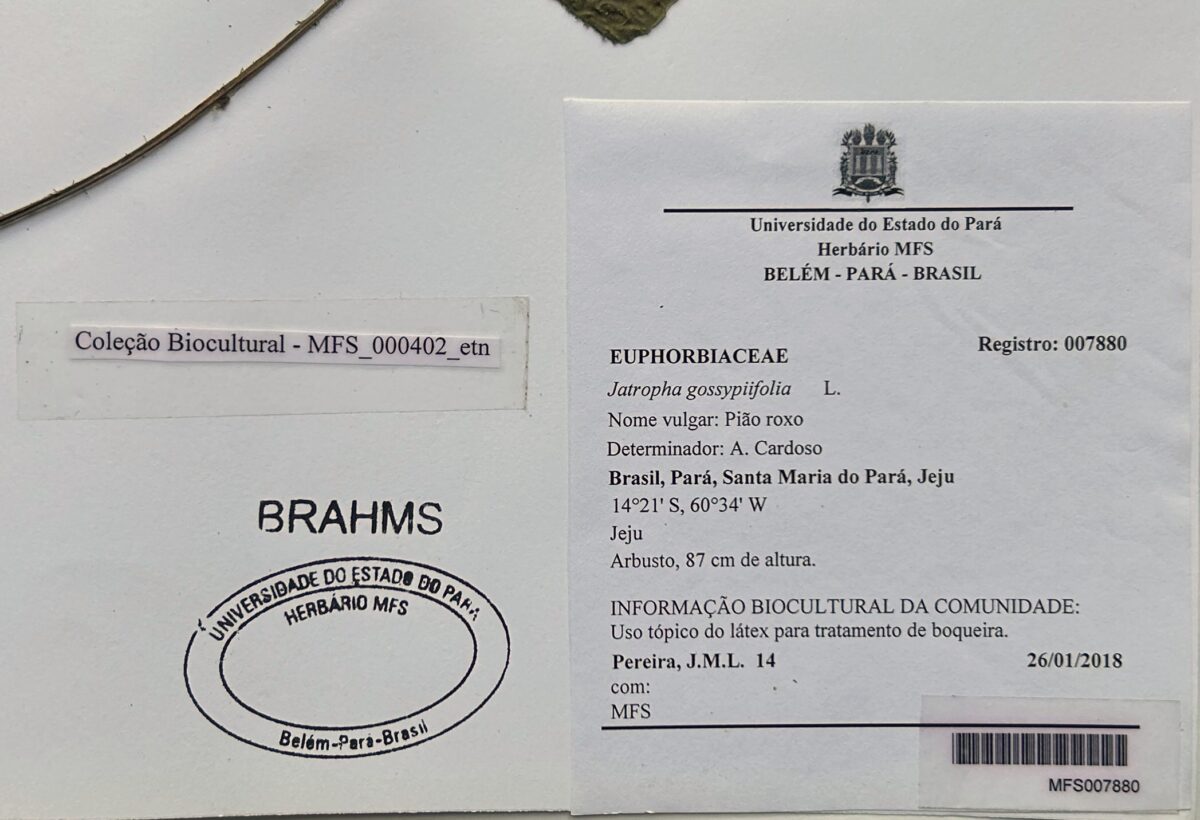 Universidade do Estado do Pará
Herbário MFS
BELÉM - PARÁ - BRASIL
Registro: 007880
EUPHORBIACEAE
Jatropha gossypiifolia L.
Nome vulgar: Pião roxo
Determinador: A. Cardoso
Brasil, Pará, Santa Maria do Pará, Jeju
14°21' S, 60°34' W
Jeju
Arbusto, 87 cm de altura.
INFORMAÇÃO BIOCULTURAL DA COMUNIDADE:
Uso tópico do látex para tratamento de boqueira.
Pereira, J.M.L. 14 26/01/2018
com:
MFS
MFS007880
Coleção Biocultural - MFS_000402_etn
BRAHMS
UNIVERSIDADE DO ESTADO DO PARÁ
HERBÁRIO MFS
Belém-Pará-Brasil